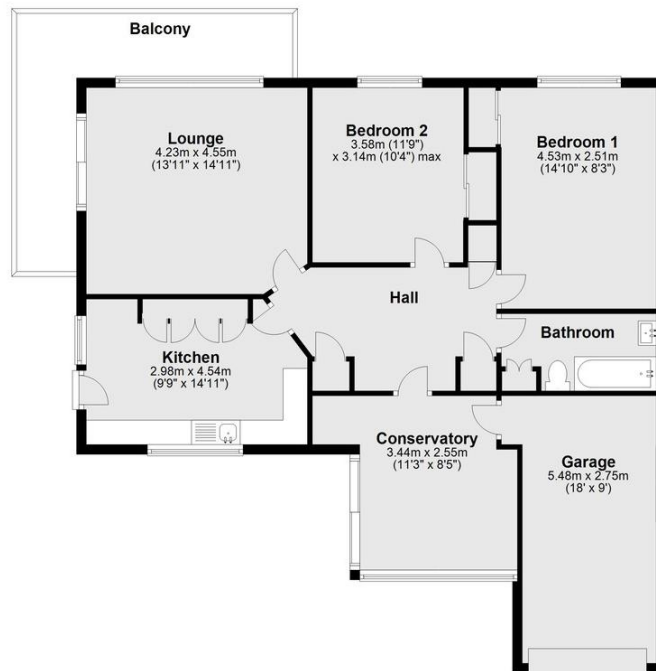 Balcony
Lounge
4.23m x 4.55m
(13'11" x 14'11")
Bedroom 2
3.58m (11'9")
x 3.14m (10'4") max
Bedroom 1
4.53m x 2.51m
(14'10" x 8'3")
Hall
Bathroom
Kitchen
2.98m x 4.54m
(9'9" x 14'11")
Conservatory
3.44m x 2.55m
(11'3" x 8'5")
Garage
5.48m x 2.75m
(18' x 9')